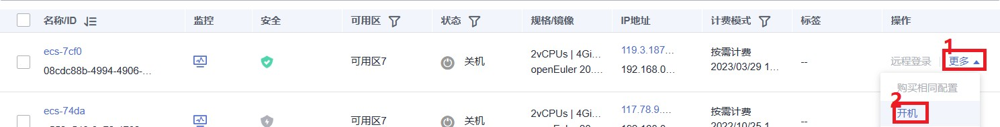 名称/ID 监控 安全 可用区 状态 规格/镜像 IP地址 计费模式 标签 操作
1
ecs-7cf0 2vCPUs | 4Gi... 119.3.187.... 按需计费
可用区7 关机 -- 远程登录 更多
08cdc88b-4994-4906-... openEuler 20.... 192.168.0... 2023/03/29 1...
购买相同配置
2
ecs-74da 2vCPUs | 4Gi... 117.78.9.... 按需计费
开机
可用区7 关机 --
openEuler 20.... 2022/10/25 1...